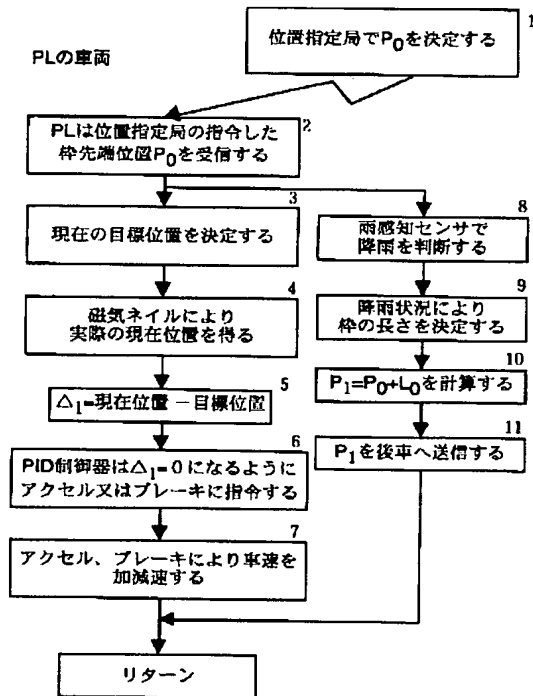 1
位置指定局でP0を決定する
PLの車両
2
PLは位置指定局の指令した
枠先端位置P0を受信する
3
現在の目標位置を決定する
4
磁気ネイルにより
実際の現在位置を得る
5
△1=現在位置－目標位置
6
PID制御器は△1=0になるように
アクセル又はブレーキに指令する
7
アクセル、ブレーキにより車速を
加減速する
8
雨感知センサで
降雨を判断する
9
降雨状況により
枠の長さを決定する
10
P1=P0+L0を計算する
11
P1を後車へ送信する
リターン